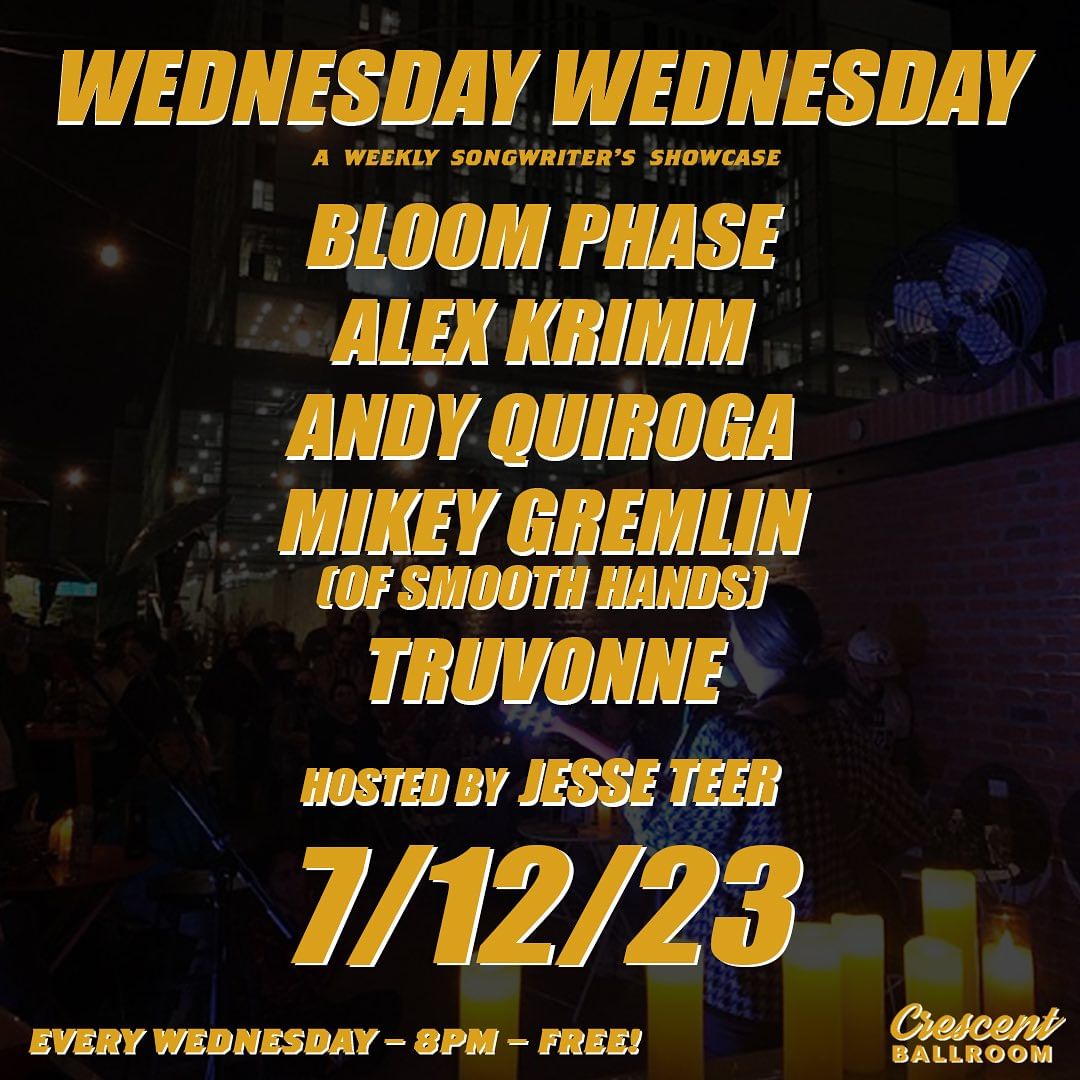 WEDNESDAY WEDNESDAY
A WEEKLY SONGWRITER'S SHOWCASE
BLOOM PHASE
ALEX KRIMM
ANDY QUIROGA
MIKEY GREMLIN
(OF SMOOTH HANDS)
TRUVONNE
HOSTED BY JESSE TEER
7/12/23
EVERY WEDNESDAY – 8PM – FREE!
Crescent
BALLROOM